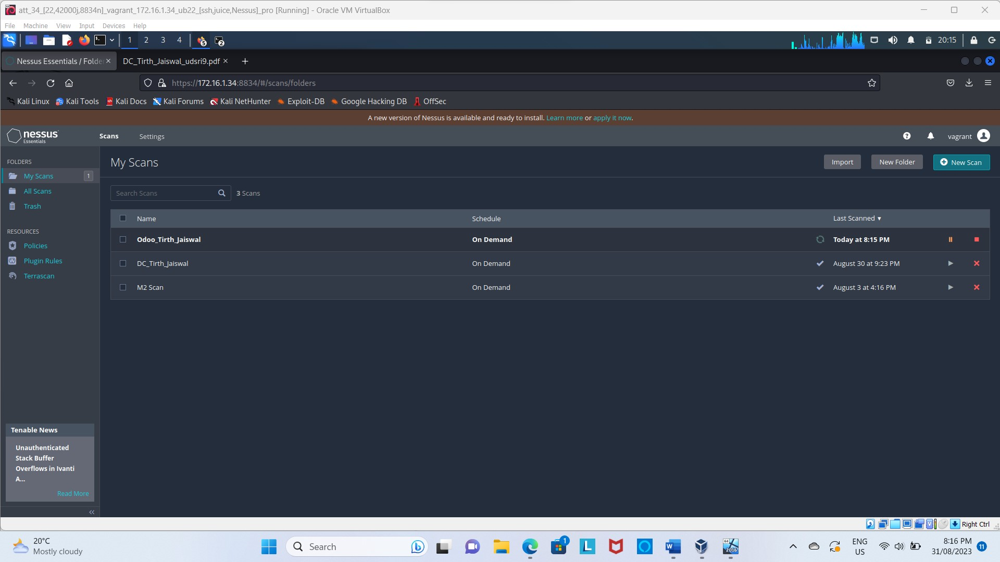 att_34_[22,42000j,8834n]_vagrant_172.16.1.34_ub22_[ssh,juice,Nessus]_pro [Running] - Oracle VM VirtualBox
File Machine View Input Devices Help
1 2 3 4 5 2 20:15
Nessus Essentials / Folde DC_Tirth_Jaiswal_udsri9.pdf
https://172.16.1.34:8834/#/scans/folders
Kali Linux Kali Tools Kali Docs Kali Forums Kali NetHunter Exploit-DB Google Hacking DB OffSec
A new version of Nessus is available and ready to install. Learn more or apply it now.
nessus Essentials Scans Settings vagrant
FOLDERS
My Scans 1
All Scans
Trash
RESOURCES
Policies
Plugin Rules
Terrascan
Tenable News
Unauthenticated
Stack Buffer
Overflows in Ivanti
A...
Read More
My Scans Import New Folder New Scan
Search Scans 3 Scans
Name Schedule Last Scanned
Odoo_Tirth_Jaiswal On Demand Today at 8:15 PM
DC_Tirth_Jaiswal On Demand August 30 at 9:23 PM
M2 Scan On Demand August 3 at 4:16 PM
Right Ctrl
20°C
Mostly cloudy
Search
1
L
W
64
2016
ENG
US
8:16 PM
31/08/2023
11